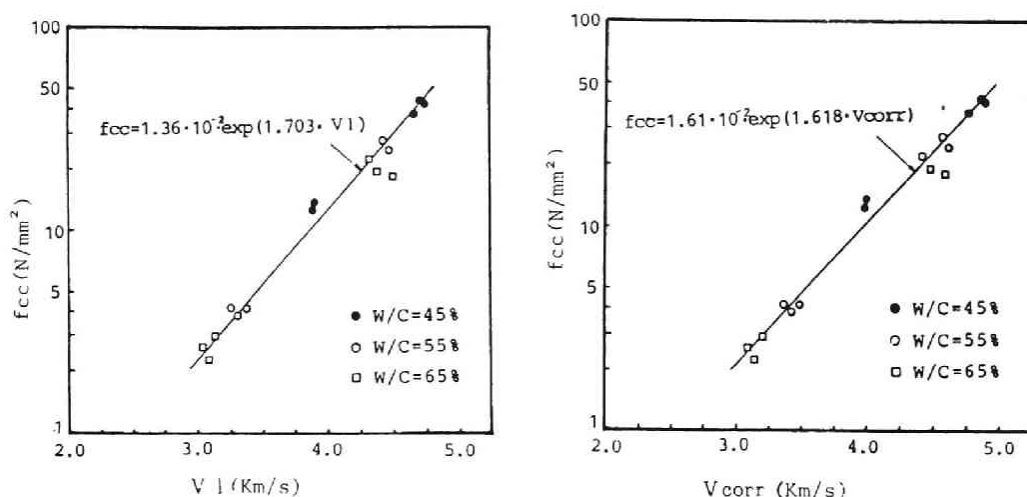 100
50
10
5
1
fcc(N/mm²)
fcc=1.36·10⁻²exp(1.703·Vl)
● W/C=45%
○ W/C=55%
□ W/C=65%
2.0 3.0 4.0 5.0
Vl(Km/s)
100
50
10
5
1
fcc(N/mm²)
fcc=1.61·10⁻²exp(1.618·Vcorr)
● W/C=45%
○ W/C=55%
□ W/C=65%
2.0 3.0 4.0 5.0
Vcorr (Km/s)